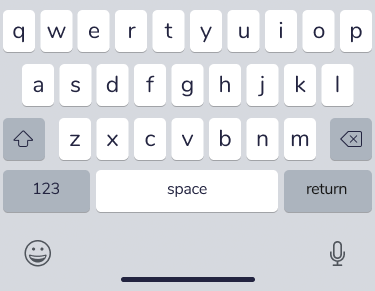 q w e r t y u i o p
a s d f g h j k l
z x c v b n m
123 space return